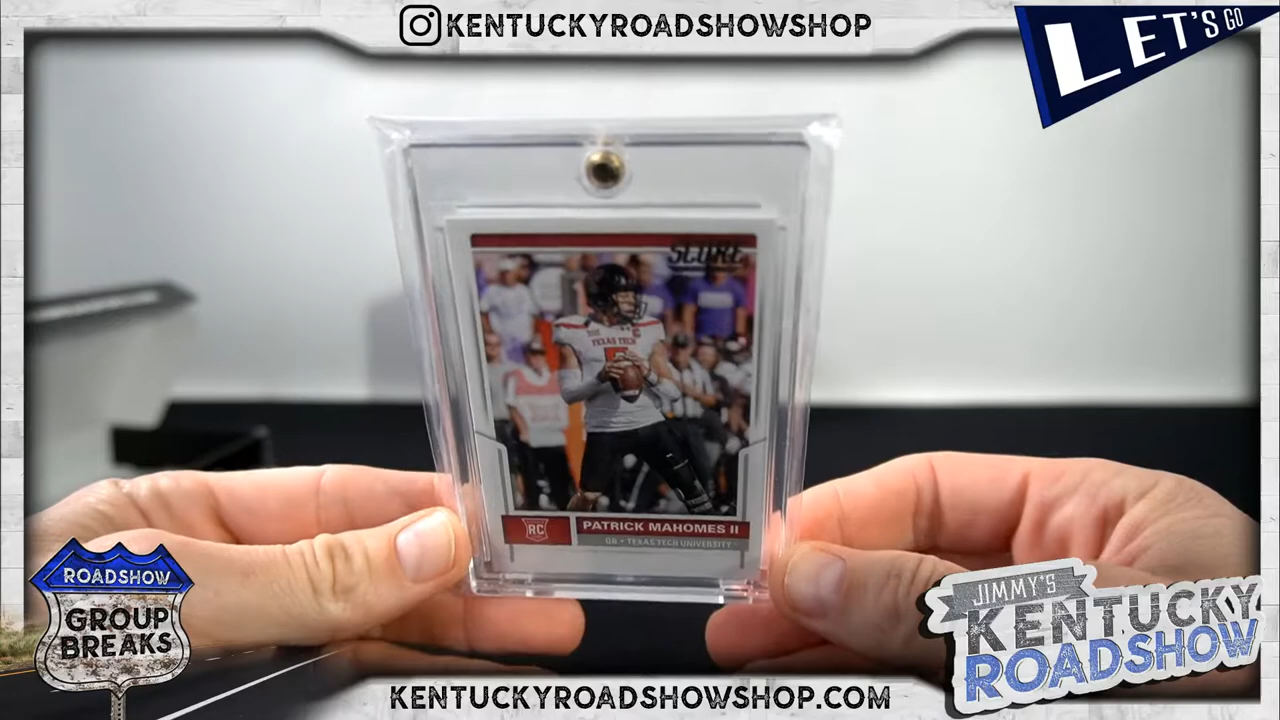 KENTUCKYROADSHOWSHOP
LET'S GO
SCORE
TEXAS TECH
RC
PATRICK MAHOMES II
QB • TEXAS TECH UNIVERSITY
ROADSHOW
GROUP
BREAKS
JIMMY'S
KENTUCKY
ROADSHOW
KENTUCKYROADSHOWSHOP.COM